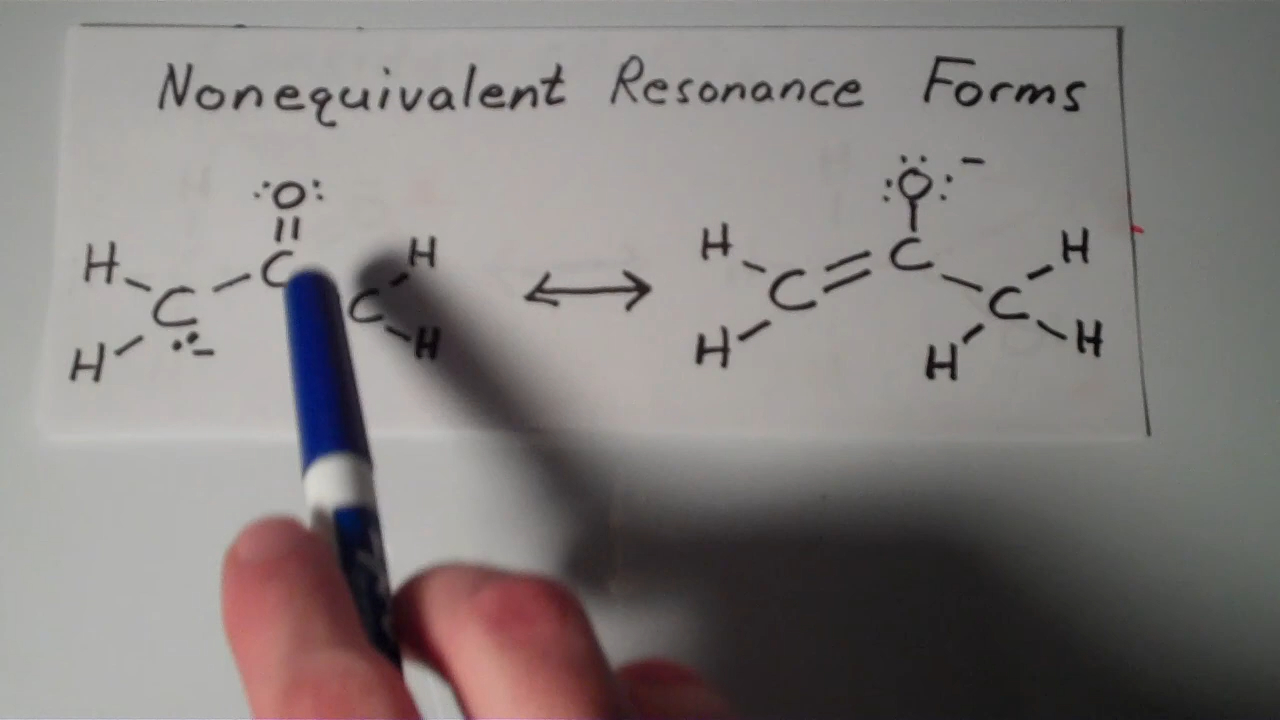 Nonequivalent Resonance Forms
:O: :O: −
H C C H H C C H
H C − H H C H
H